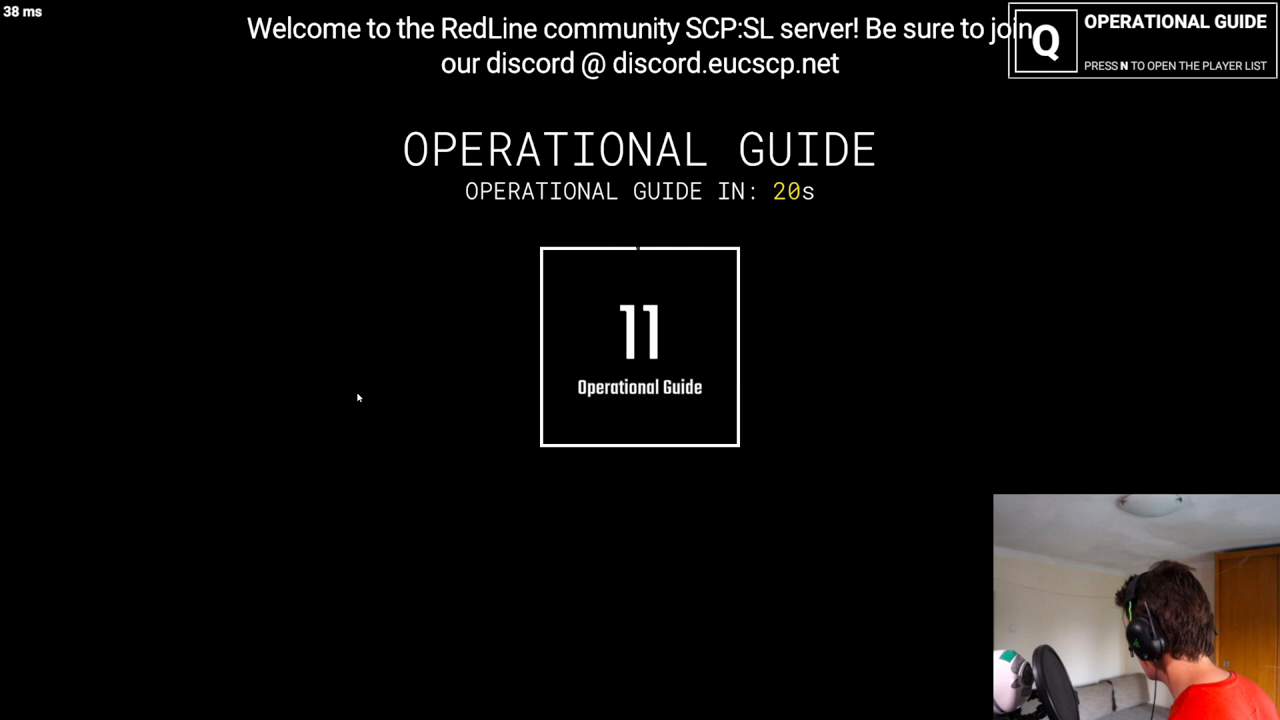 38 ms
Welcome to the RedLine community SCP:SL server! Be sure to join
our discord @ discord.eucscp.net
Q
OPERATIONAL GUIDE
PRESS N TO OPEN THE PLAYER LIST
OPERATIONAL GUIDE
OPERATIONAL GUIDE IN: 20s
11
Operational Guide